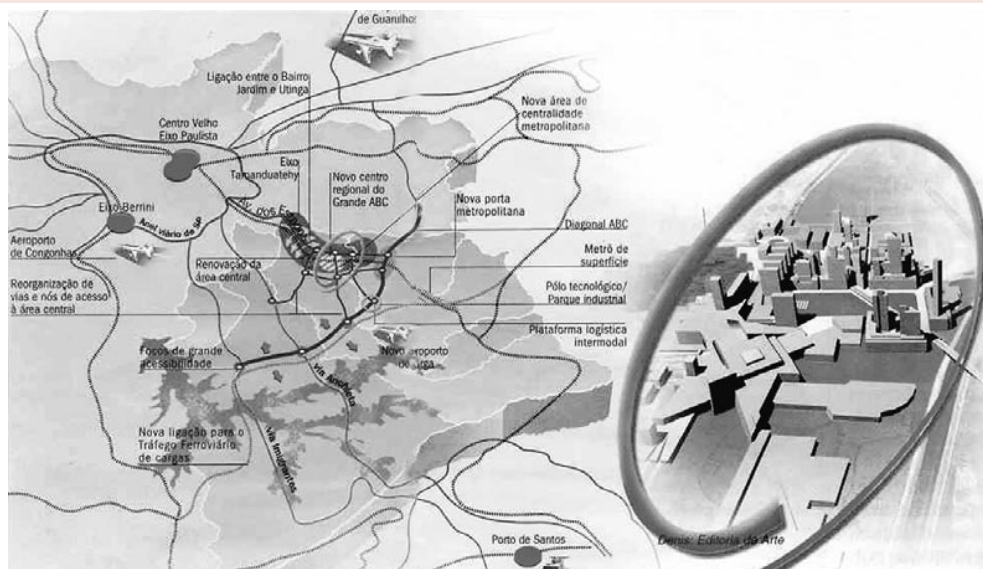 de Guarulhos
Ligação entre o Bairro
Jardim e Utinga
Nova área de
centralidade
metropolitana
Centro Velho
Eixo Paulista
Eixo
Tamanduatehy
Novo centro
regional do
Grande ABC
Nova porta
metropolitana
Eixo Berrini
Anel viário de SP
Av. dos
Diagonal ABC
Aeroporto
de Congonhas
Renovação da
área central
Metrô de
superfície
Reorganização de
vias e nós de acesso
à área central
Pólo tecnológico/
Parque industrial
Plataforma logística
intermodal
Focos de grande
acessibilidade
Novo aeroporto
de carga
via Anchieta
via Imigrantes
Nova ligação para o
Tráfego Ferroviário
de cargas
Porto de Santos
Denis: Editoria de Arte